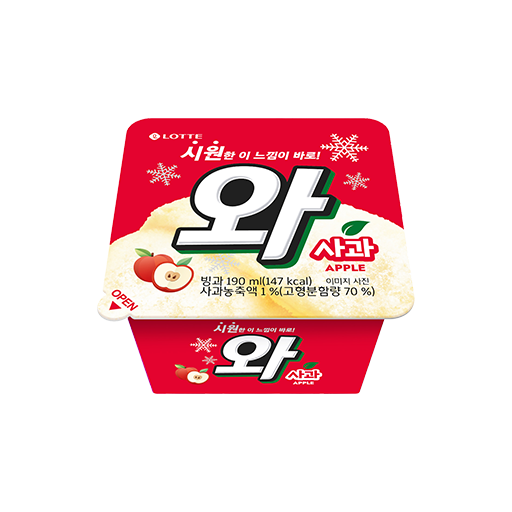 LOTTE
시원한 이 느낌이 바로!
와
사과
APPLE
빙과 190 ml(147 kcal) 이미지 사진
사과농축액 1 %(고형분함량 70 %)
OPEN
시원한 이 느낌이 바로!
와
사과
APPLE